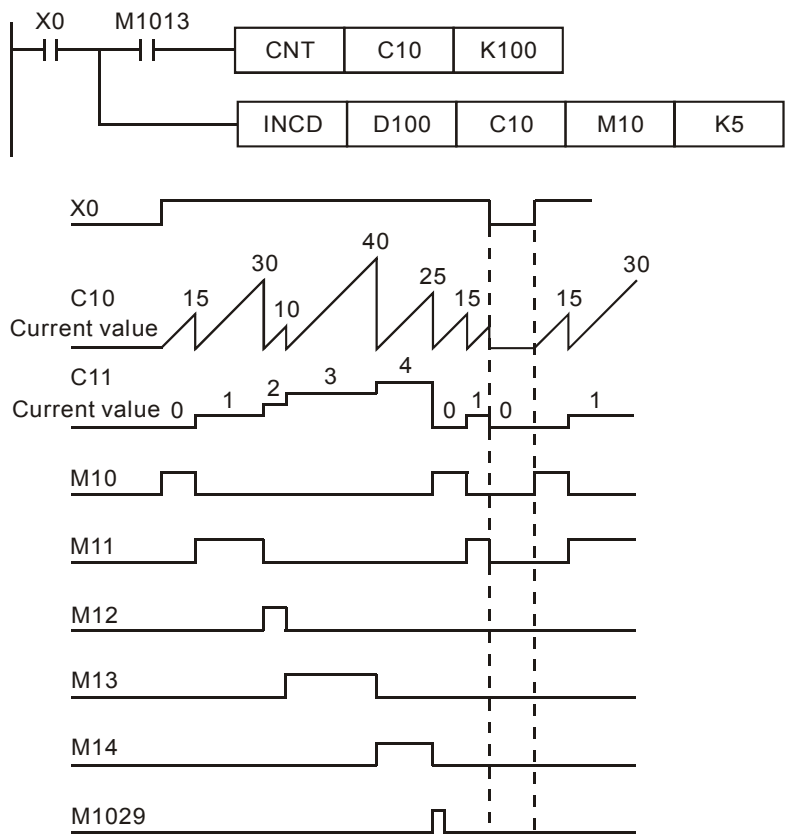 X0 M1013
CNT C10 K100
INCD D100 C10 M10 K5
X0
40
30 30
25
C10 15 10 15 15
Current value
C11
Current value 0 1 2 3 4 0 1 0 1
M10
M11
M12
M13
M14
M1029